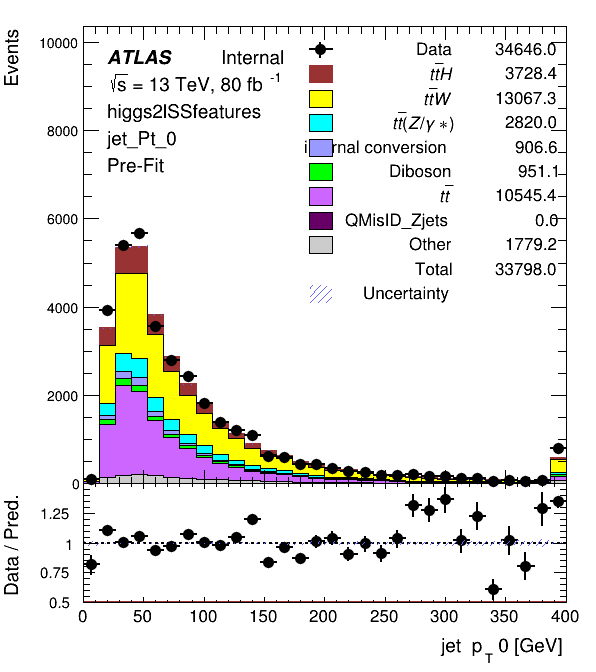 Events
10000
8000
6000
4000
2000
0
ATLAS Internal
√s = 13 TeV, 80 fb⁻¹
higgs2lSSfeatures
jet_Pt_0
Pre-Fit
Data 34646.0
tt̄H 3728.4
tt̄W 13067.3
tt̄(Z/γ*) 2820.0
internal conversion 906.6
Diboson 951.1
tt̄ 10545.4
QMisID_Zjets 0.0
Other 1779.2
Total 33798.0
Uncertainty
Data / Pred.
1.25
1
0.75
0.5
0 50 100 150 200 250 300 350 400
jet p_T 0 [GeV]